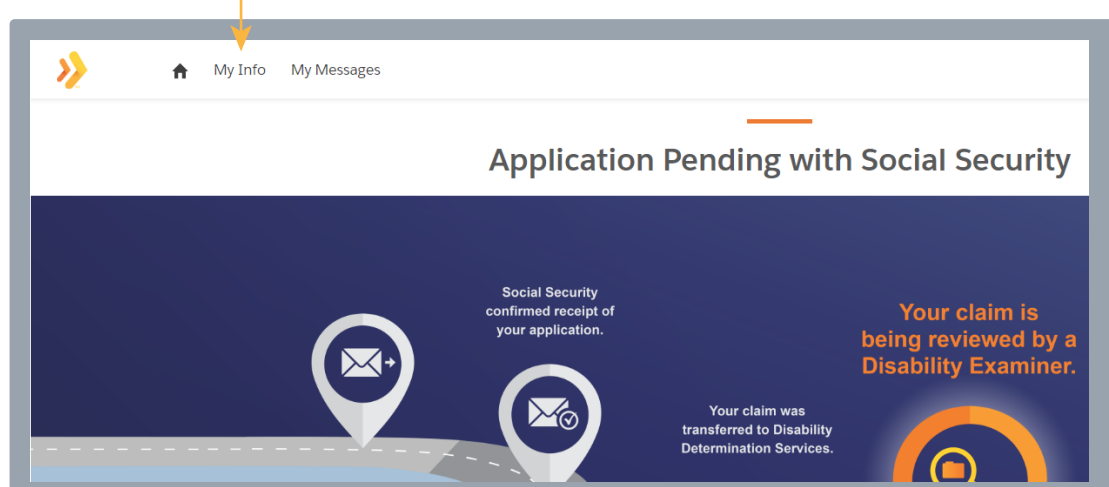 My Info My Messages
Application Pending with Social Security
Social Security
confirmed receipt of
your application.
Your claim was
transferred to Disability
Determination Services.
Your claim is
being reviewed by a
Disability Examiner.